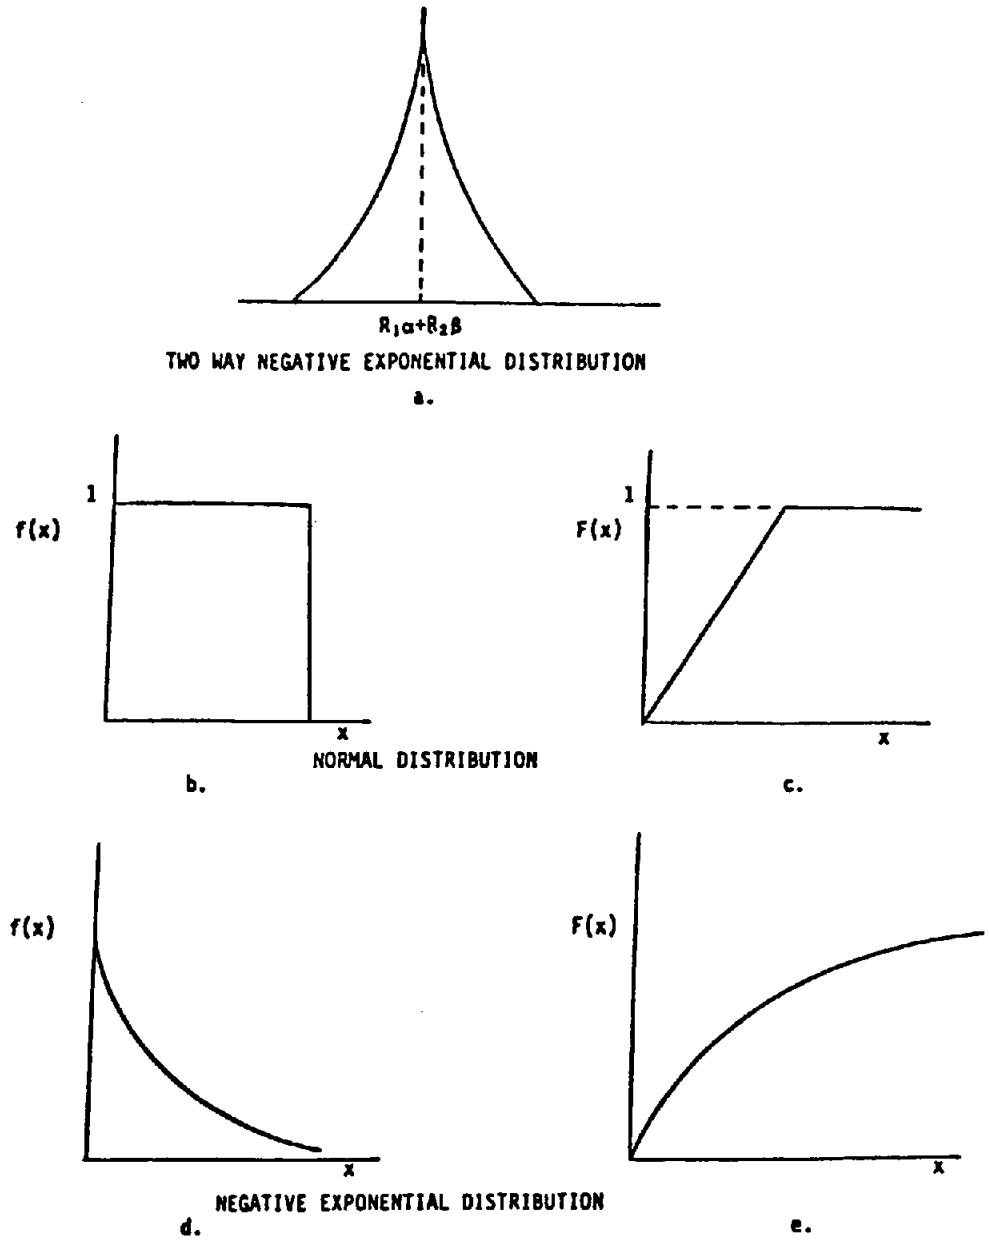 R₁α+R₂β
TWO WAY NEGATIVE EXPONENTIAL DISTRIBUTION
a.
1
f(x)
x
1
F(x)
x
NORMAL DISTRIBUTION
b.
c.
f(x)
x
F(x)
x
NEGATIVE EXPONENTIAL DISTRIBUTION
d.
e.